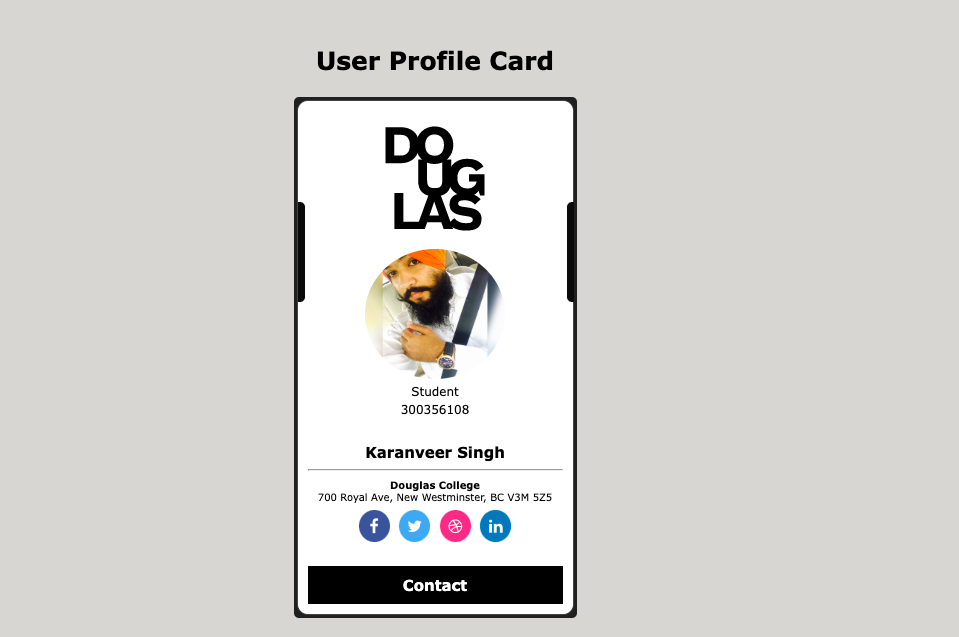 User Profile Card
DO
UG
LAS
Student
300356108
Karanveer Singh
Douglas College
700 Royal Ave, New Westminster, BC V3M 5Z5
f
in
Contact